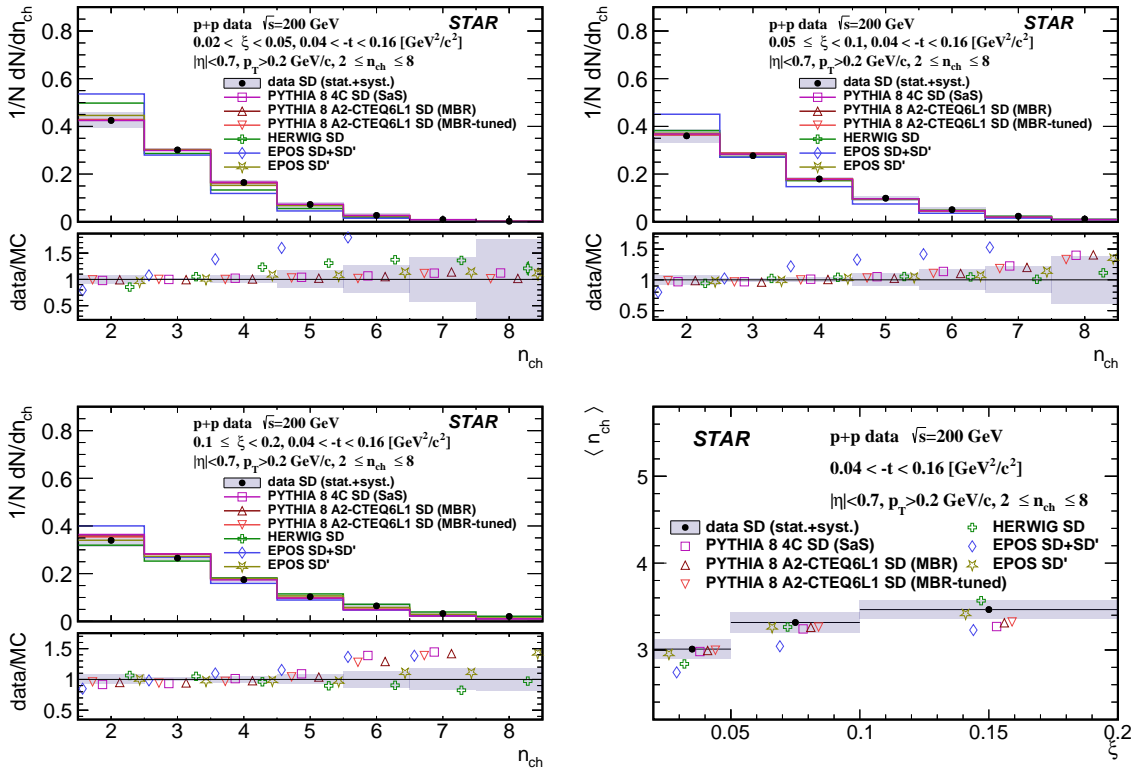 p+p data √s=200 GeV STAR
0.02 < ξ < 0.05, 0.04 < -t < 0.16 [GeV²/c²]
|η|<0.7, p_T>0.2 GeV/c, 2 ≤ n_ch ≤ 8
data SD (stat.+syst.)
PYTHIA 8 4C SD (SaS)
PYTHIA 8 A2-CTEQ6L1 SD (MBR)
PYTHIA 8 A2-CTEQ6L1 SD (MBR-tuned)
HERWIG SD
EPOS SD+SD'
EPOS SD'
1/N dN/dn_ch
0.8
0.6
0.4
0.2
0
data/MC
1.5
1
0.5
2 3 4 5 6 7 8
n_ch
p+p data √s=200 GeV STAR
0.05 ≤ ξ < 0.1, 0.04 < -t < 0.16 [GeV²/c²]
|η|<0.7, p_T>0.2 GeV/c, 2 ≤ n_ch ≤ 8
data SD (stat.+syst.)
PYTHIA 8 4C SD (SaS)
PYTHIA 8 A2-CTEQ6L1 SD (MBR)
PYTHIA 8 A2-CTEQ6L1 SD (MBR-tuned)
HERWIG SD
EPOS SD+SD'
EPOS SD'
1/N dN/dn_ch
0.8
0.6
0.4
0.2
0
data/MC
1.5
1
0.5
2 3 4 5 6 7 8
n_ch
p+p data √s=200 GeV STAR
0.1 ≤ ξ < 0.2, 0.04 < -t < 0.16 [GeV²/c²]
|η|<0.7, p_T>0.2 GeV/c, 2 ≤ n_ch ≤ 8
data SD (stat.+syst.)
PYTHIA 8 4C SD (SaS)
PYTHIA 8 A2-CTEQ6L1 SD (MBR)
PYTHIA 8 A2-CTEQ6L1 SD (MBR-tuned)
HERWIG SD
EPOS SD+SD'
EPOS SD'
1/N dN/dn_ch
0.8
0.6
0.4
0.2
0
data/MC
1.5
1
0.5
2 3 4 5 6 7 8
n_ch
⟨ n_ch ⟩
STAR p+p data √s=200 GeV
0.04 < -t < 0.16 [GeV²/c²]
|η|<0.7, p_T>0.2 GeV/c, 2 ≤ n_ch ≤ 8
data SD (stat.+syst.) HERWIG SD
PYTHIA 8 4C SD (SaS) EPOS SD+SD'
PYTHIA 8 A2-CTEQ6L1 SD (MBR) EPOS SD'
PYTHIA 8 A2-CTEQ6L1 SD (MBR-tuned)
5
4
3
0.05 0.1 0.15 0.2
ξ